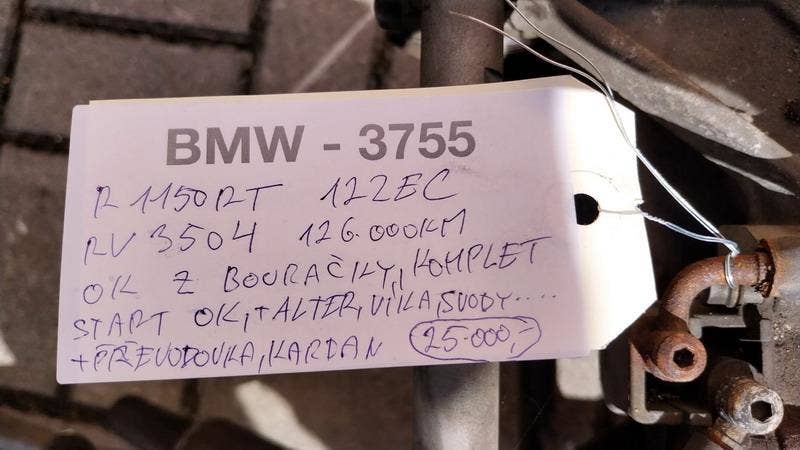 BMW - 3755
R 1150RT 122EC
RV 3504 126.000KM
OK Z BOURAČKY, KOMPLET
START OK, + ALTER, VIKA, SVODY....
+ PŘEVODOVKA, KARDAN 25.000,-